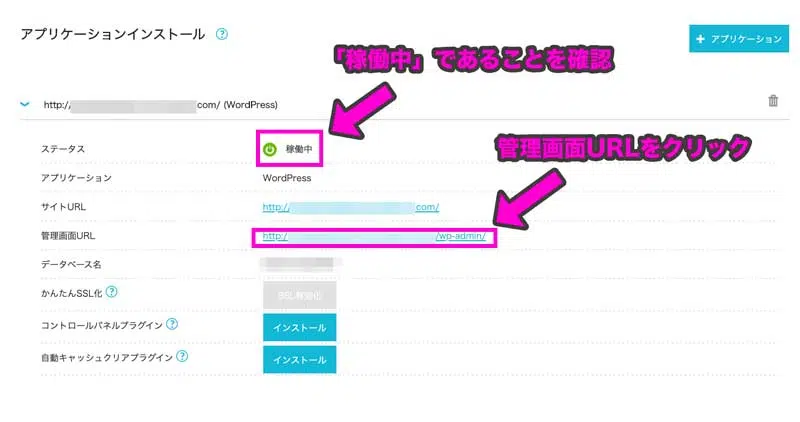 アプリケーションインストール ?
+ アプリケーション
「稼働中」であることを確認
http:// com/ (WordPress)
管理画面URLをクリック
ステータス 稼働中
アプリケーション WordPress
サイトURL http:// com/
管理画面URL http:// /wp-admin/
データベース名
かんたんSSL化 ? SSL有効化
コントロールパネルプラグイン ? インストール
自動キャッシュクリアプラグイン ? インストール